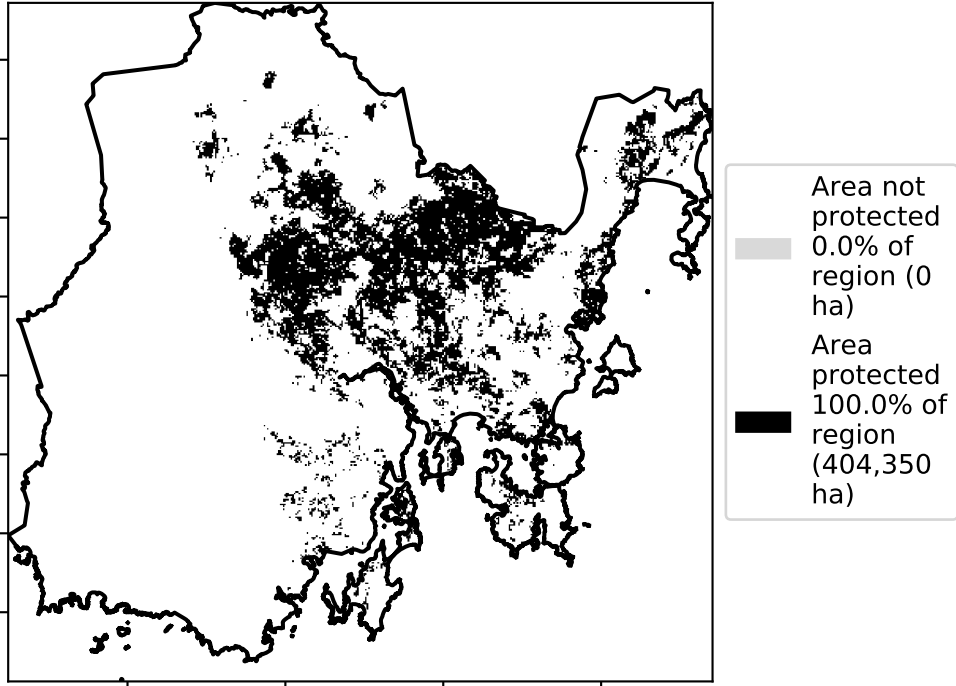 Area not
protected
0.0% of
region (0
ha)
Area
protected
100.0% of
region
(404,350
ha)